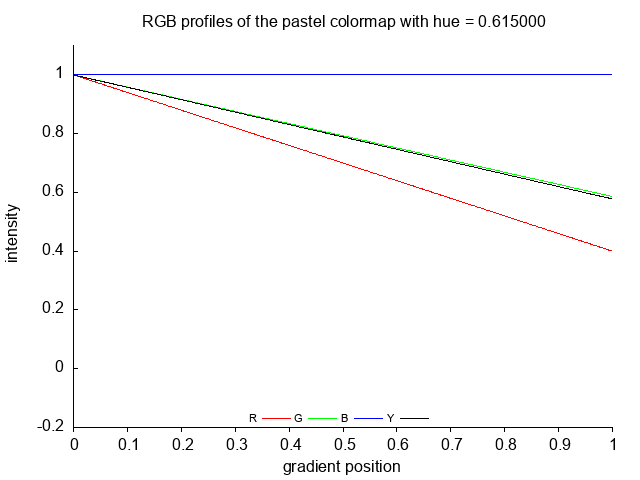 RGB profiles of the pastel colormap with hue = 0.615000
1
0.8
0.6
0.4
0.2
0
-0.2
intensity
R G B Y
0 0.1 0.2 0.3 0.4 0.5 0.6 0.7 0.8 0.9 1
gradient position